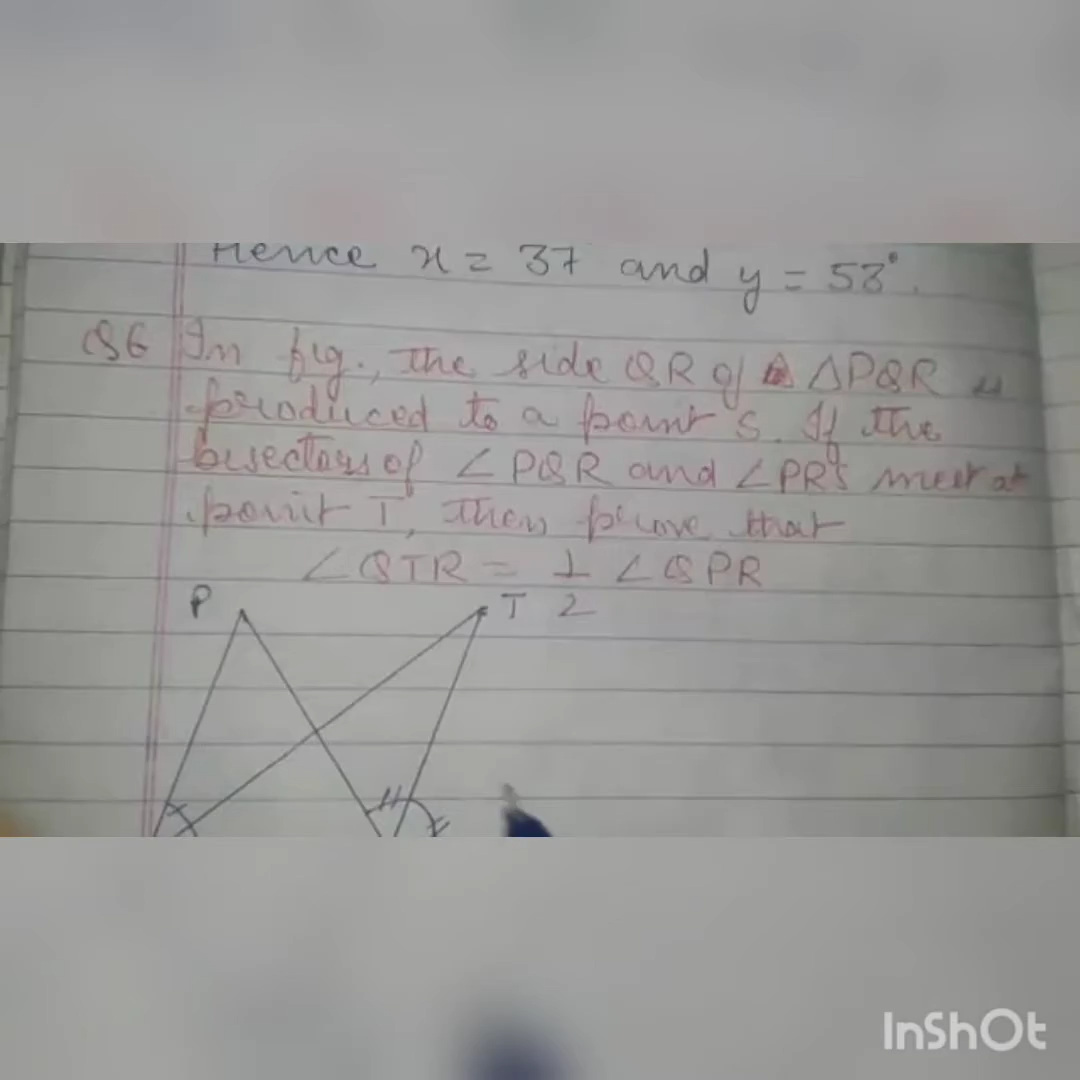 Hence x = 37 and y = 53°.
Q6 In fig., the side QR of ΔPQR is
produced to a point S. If the
bisectors of ∠PQR and ∠PRS meet at
point T, then prove that
∠QTR = 1/2 ∠QPR
P T
InShOt